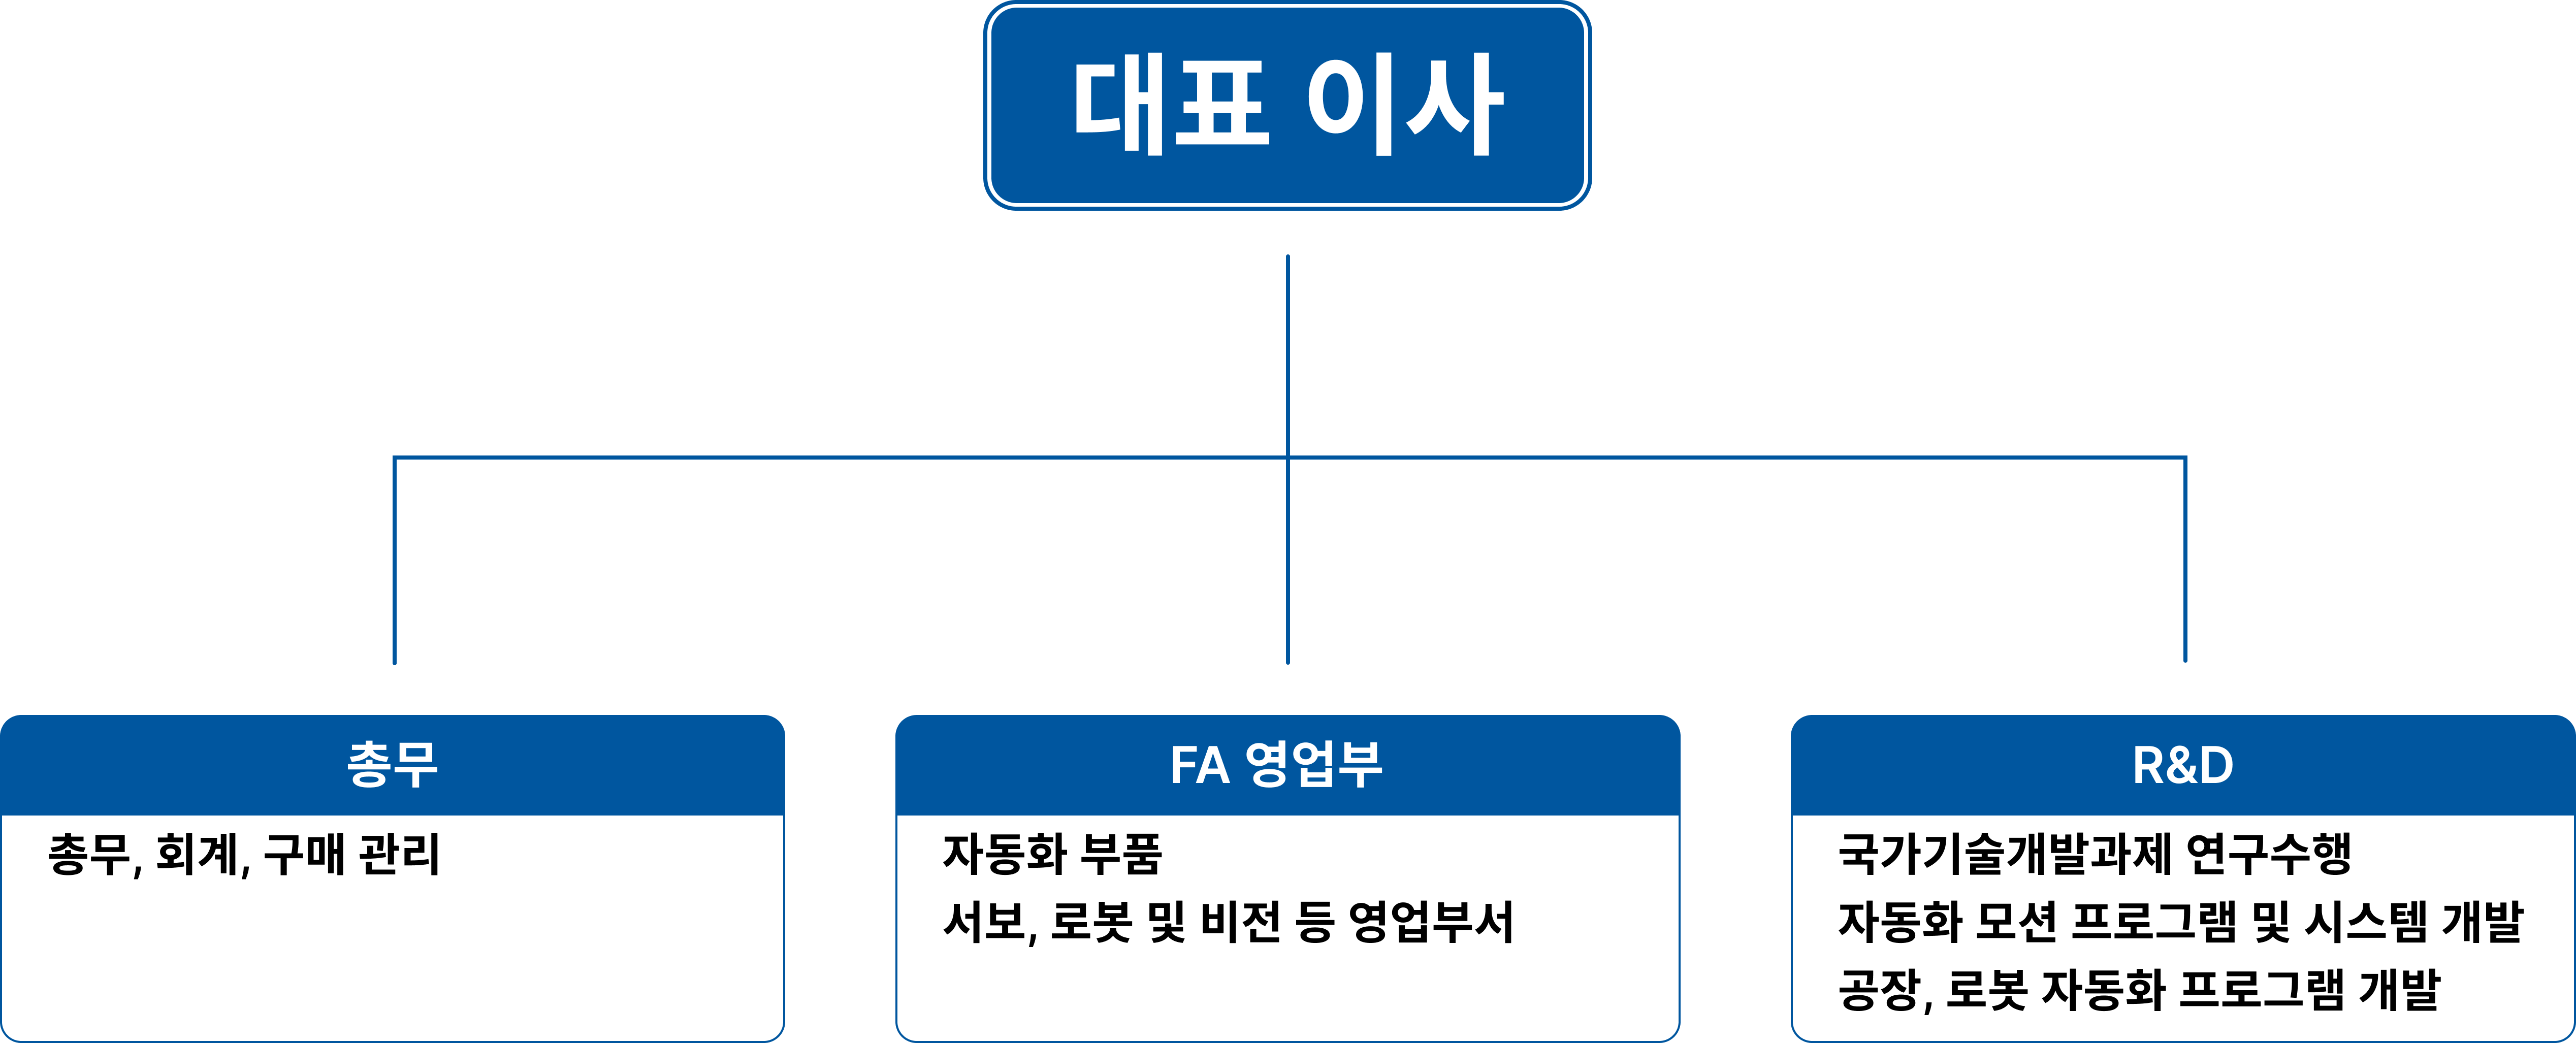 대표 이사
총무
총무, 회계, 구매 관리
FA 영업부
자동화 부품
서보, 로봇 및 비전 등 영업부서
R&D
국가기술개발과제 연구수행
자동화 모션 프로그램 및 시스템 개발
공장, 로봇 자동화 프로그램 개발